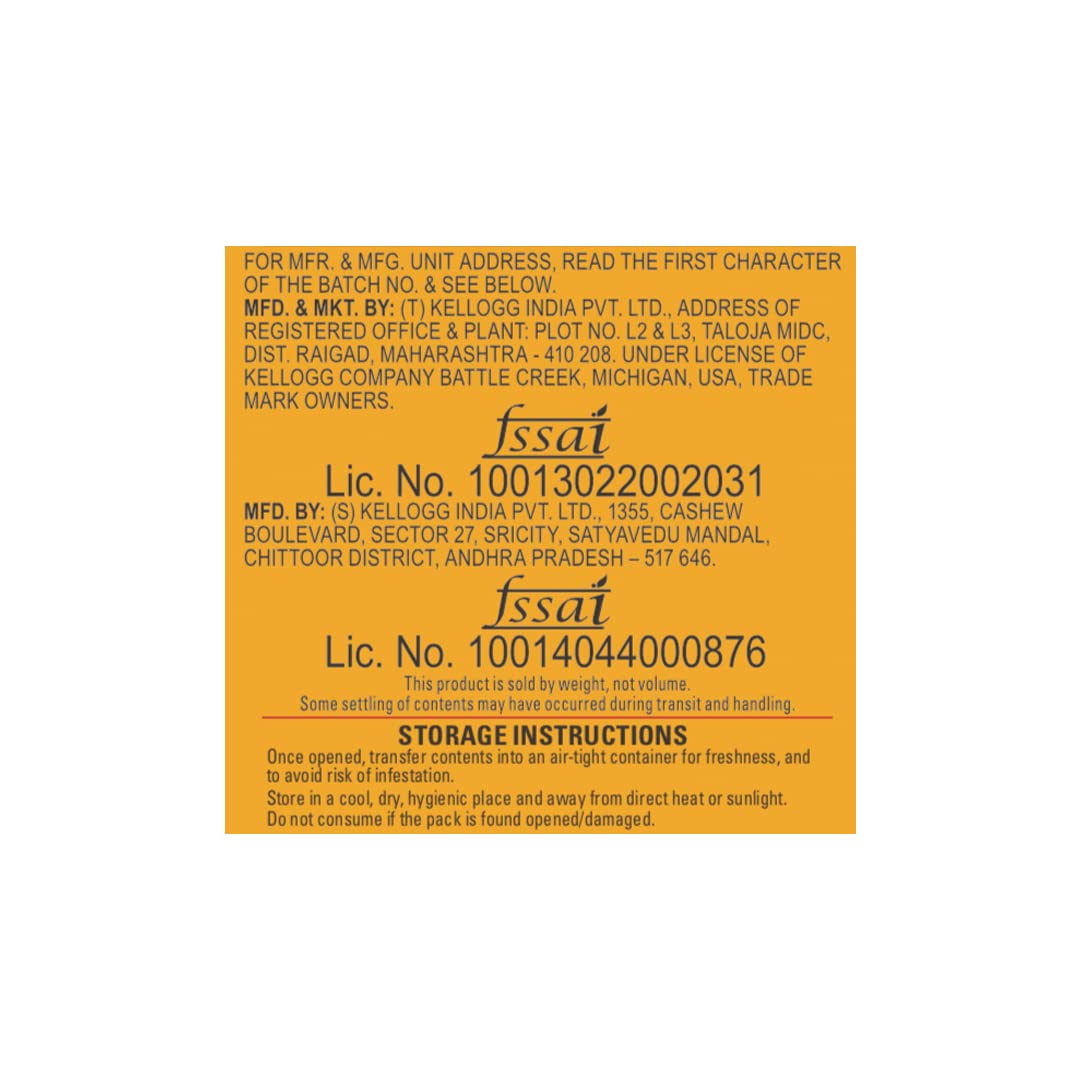 FOR MFR. & MFG. UNIT ADDRESS, READ THE FIRST CHARACTER
OF THE BATCH NO. & SEE BELOW.
MFD. & MKT. BY: (T) KELLOGG INDIA PVT. LTD., ADDRESS OF
REGISTERED OFFICE & PLANT: PLOT NO. L2 & L3, TALOJA MIDC,
DIST. RAIGAD, MAHARASHTRA - 410 208. UNDER LICENSE OF
KELLOGG COMPANY BATTLE CREEK, MICHIGAN, USA, TRADE
MARK OWNERS.
fssai
Lic. No. 10013022002031
MFD. BY: (S) KELLOGG INDIA PVT. LTD., 1355, CASHEW
BOULEVARD, SECTOR 27, SRICITY, SATYAVEDU MANDAL,
CHITTOOR DISTRICT, ANDHRA PRADESH – 517 646.
fssai
Lic. No. 10014044000876
This product is sold by weight, not volume.
Some settling of contents may have occurred during transit and handling.
STORAGE INSTRUCTIONS
Once opened, transfer contents into an air-tight container for freshness, and
to avoid risk of infestation.
Store in a cool, dry, hygienic place and away from direct heat or sunlight.
Do not consume if the pack is found opened/damaged.